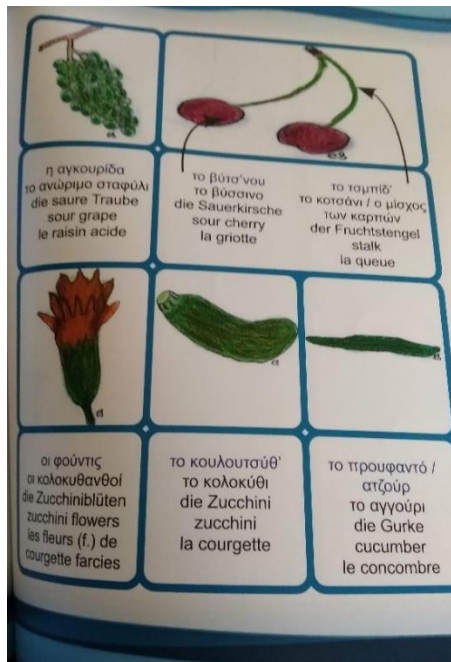 η αγκουρίδα
το ανώριμο σταφύλι
die saure Traube
sour grape
le raisin acide
το βύτσ'νου
το βύσσινο
die Sauerkirsche
sour cherry
la griotte
το τσμπίδ'
το κοτσάνι / ο μίσχος
των καρπών
der Fruchtstengel
stalk
la queue
οι φούντις
οι κολοκυθανθοί
die Zucchiniblüten
zucchini flowers
les fleurs (f.) de
courgette farcies
το κουλουτσύθ'
το κολοκύθι
die Zucchini
zucchini
la courgette
το προυφαντό /
ατζούρ
το αγγούρι
die Gurke
cucumber
le concombre